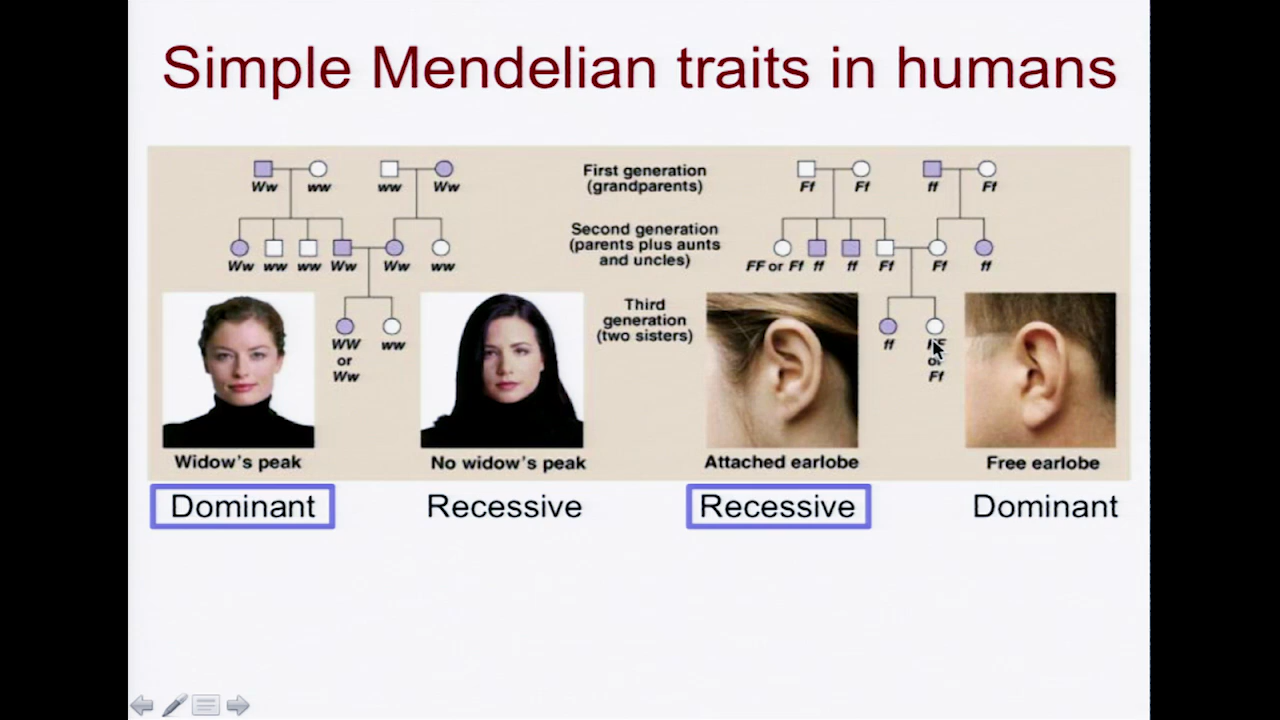 Simple Mendelian traits in humans
Ww ww ww Ww
First generation
(grandparents)
Ff Ff ff Ff
Second generation
(parents plus aunts
and uncles)
Ww ww ww Ww Ww ww
FF or Ff ff ff Ff Ff ff
Third
generation
(two sisters)
WW
or
Ww
ww
ff
or
Ff
Widow's peak
No widow's peak
Attached earlobe
Free earlobe
Dominant
Recessive
Recessive
Dominant